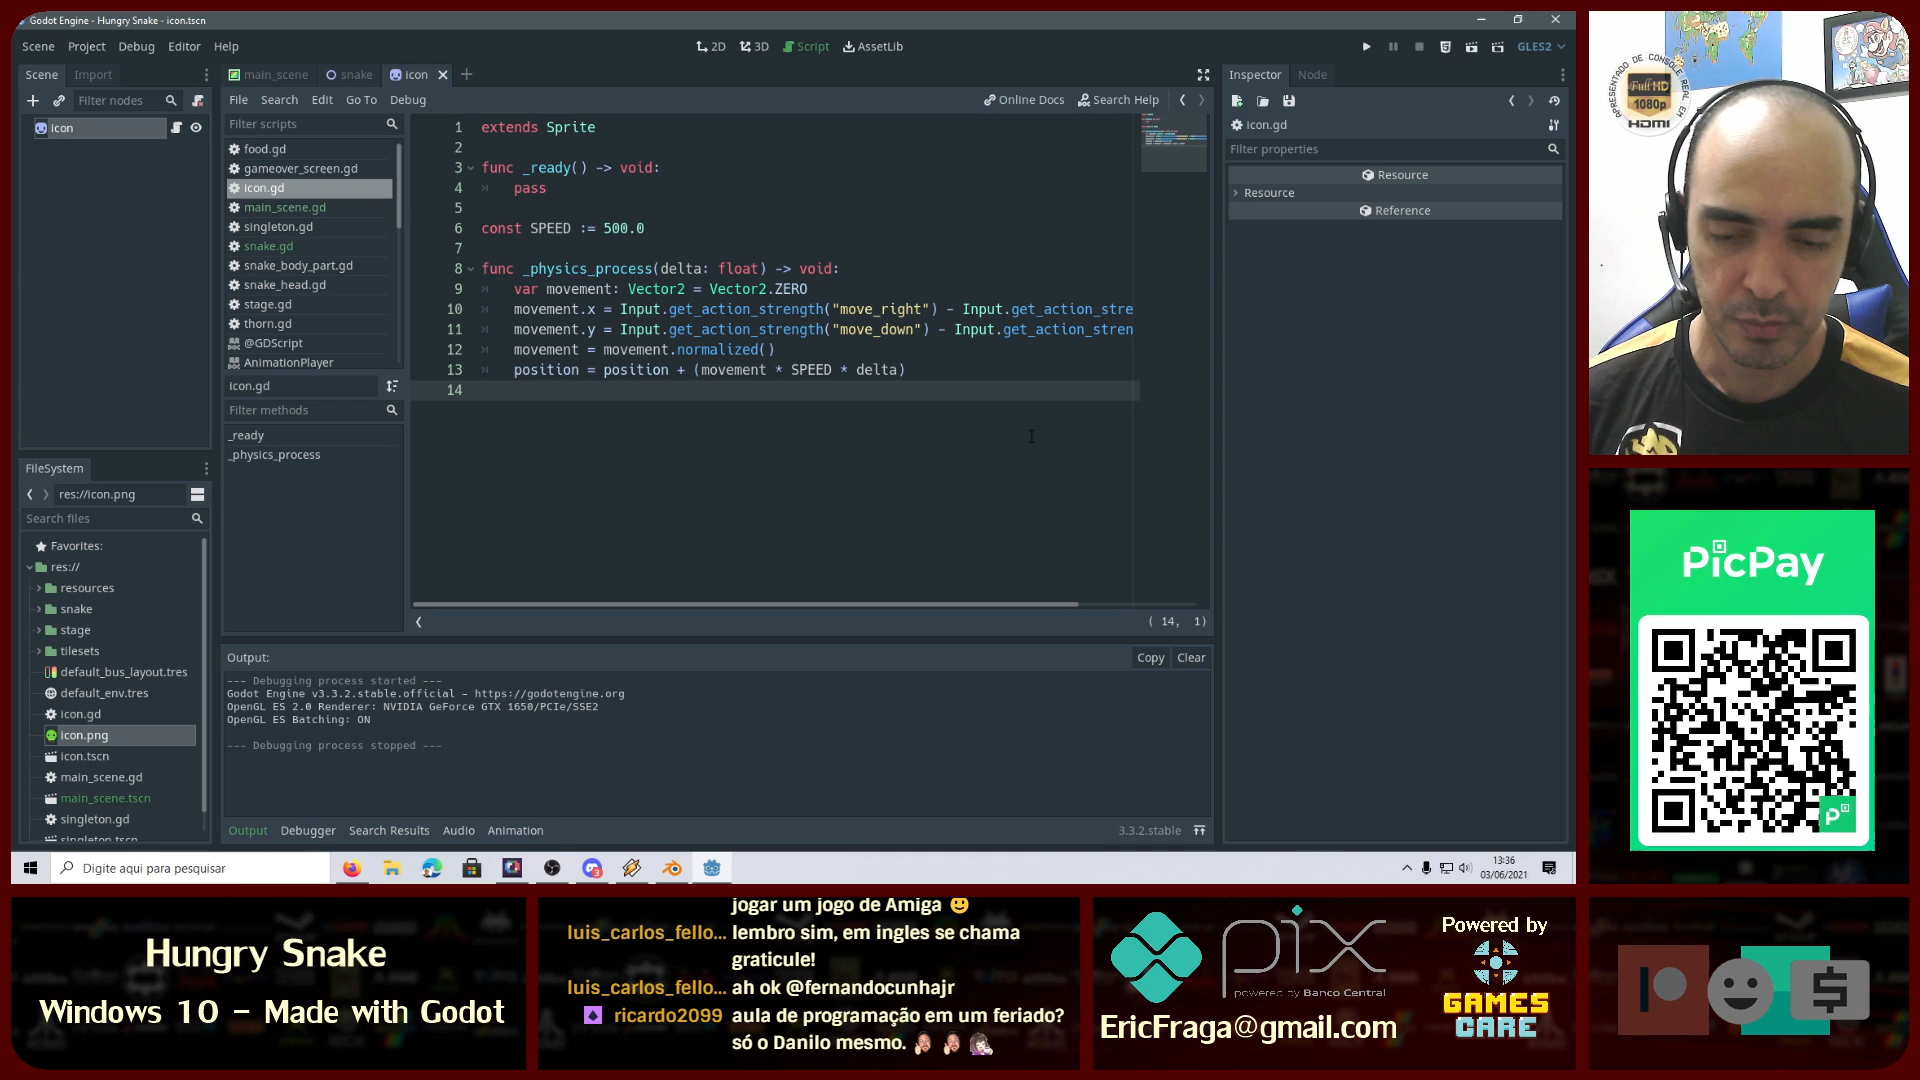 Godot Engine - Hungry Snake - icon.tscn
Scene Project Debug Editor Help
2D 3D Script AssetLib
GLES2
Scene Import
Filter nodes
icon
main_scene snake icon
File Search Edit Go To Debug
Online Docs Search Help
Filter scripts
food.gd
gameover_screen.gd
icon.gd
main_scene.gd
singleton.gd
snake.gd
snake_body_part.gd
snake_head.gd
stage.gd
thorn.gd
@GDScript
AnimationPlayer
icon.gd
Filter methods
_ready
_physics_process
1 extends Sprite
2
3 func _ready() -> void:
4 pass
5
6 const SPEED := 500.0
7
8 func _physics_process(delta: float) -> void:
9 var movement: Vector2 = Vector2.ZERO
10 movement.x = Input.get_action_strength("move_right") - Input.get_action_stre
11 movement.y = Input.get_action_strength("move_down") - Input.get_action_stren
12 movement = movement.normalized()
13 position = position + (movement * SPEED * delta)
14
( 14, 1)
Inspector Node
icon.gd
Filter properties
Resource
Resource
Reference
FileSystem
res://icon.png
Search files
Favorites:
res://
resources
snake
stage
tilesets
default_bus_layout.tres
default_env.tres
icon.gd
icon.png
icon.tscn
main_scene.gd
main_scene.tscn
singleton.gd
singleton.tscn
Output:
Copy Clear
--- Debugging process started ---
Godot Engine v3.3.2.stable.official - https://godotengine.org
OpenGL ES 2.0 Renderer: NVIDIA GeForce GTX 1650/PCIe/SSE2
OpenGL ES Batching: ON
--- Debugging process stopped ---
Output Debugger Search Results Audio Animation
3.3.2.stable
Digite aqui para pesquisar
13:36
03/06/2021
APRESENTADO DE CONSOLE REAL EM
Full HD
1080p
HDMI
PicPay
Hungry Snake
Windows 10 - Made with Godot
jogar um jogo de Amiga
luis_carlos_fello... lembro sim, em ingles se chama
graticule!
luis_carlos_fello... ah ok @fernandocunhajr
ricardo2099 aula de programação em um feriado?
só o Danilo mesmo.
pix
powered by Banco Central
EricFraga@gmail.com
Powered by
GAMES
CARE